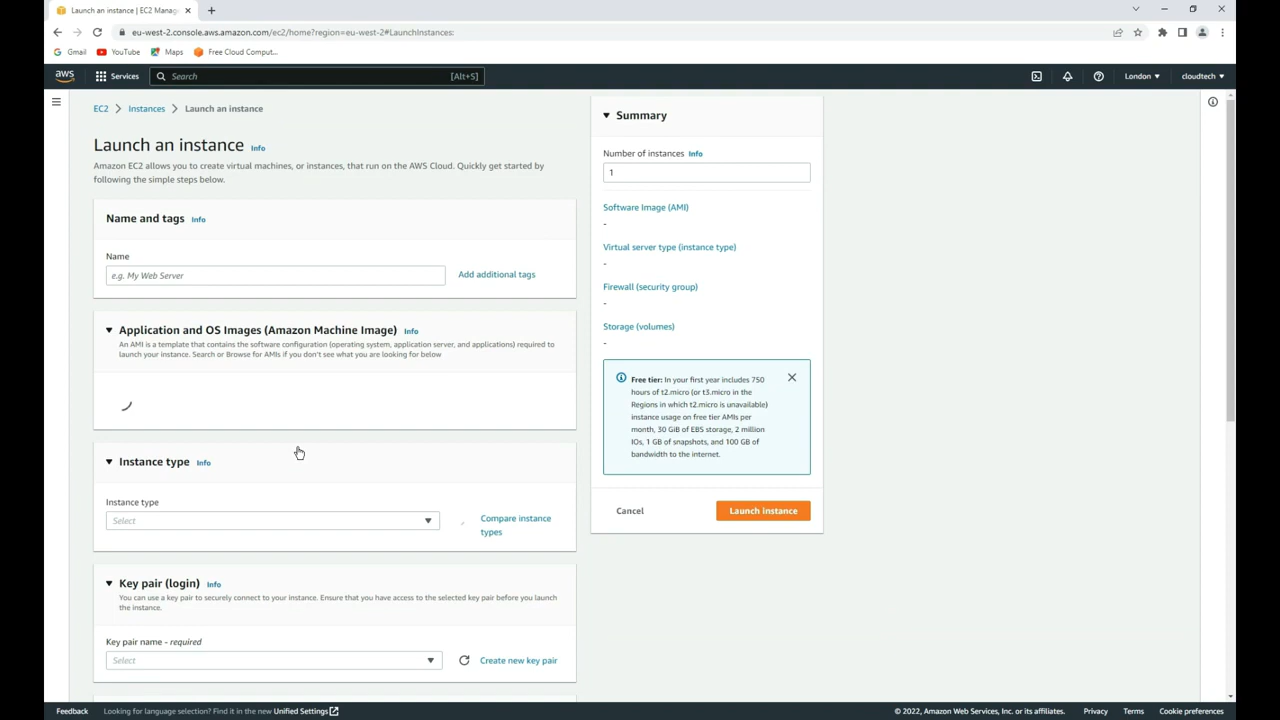 Launch an instance | EC2 Manag
eu-west-2.console.aws.amazon.com/ec2/home?region=eu-west-2#LaunchInstances:
Gmail YouTube Maps Free Cloud Comput...
aws Services Search [Alt+S] London cloudtech
EC2 Instances Launch an instance
Launch an instance Info
Amazon EC2 allows you to create virtual machines, or instances, that run on the AWS Cloud. Quickly get started by
following the simple steps below.
Name and tags Info
Name
e.g. My Web Server Add additional tags
Application and OS Images (Amazon Machine Image) Info
An AMI is a template that contains the software configuration (operating system, application server, and applications) required to
launch your instance. Search or Browse for AMIs if you don't see what you are looking for below
Instance type Info
Instance type
Select
Compare instance
types
Key pair (login) Info
You can use a key pair to securely connect to your instance. Ensure that you have access to the selected key pair before you launch
the instance.
Key pair name - required
Select Create new key pair
Summary
Number of instances Info
1
Software Image (AMI)
-
Virtual server type (instance type)
-
Firewall (security group)
-
Storage (volumes)
-
Free tier: In your first year includes 750
hours of t2.micro (or t3.micro in the
Regions in which t2.micro is unavailable)
instance usage on free tier AMIs per
month, 30 GiB of EBS storage, 2 million
IOs, 1 GB of snapshots, and 100 GB of
bandwidth to the internet.
Cancel Launch instance
Feedback Looking for language selection? Find it in the new Unified Settings © 2022, Amazon Web Services, Inc. or its affiliates. Privacy Terms Cookie preferences